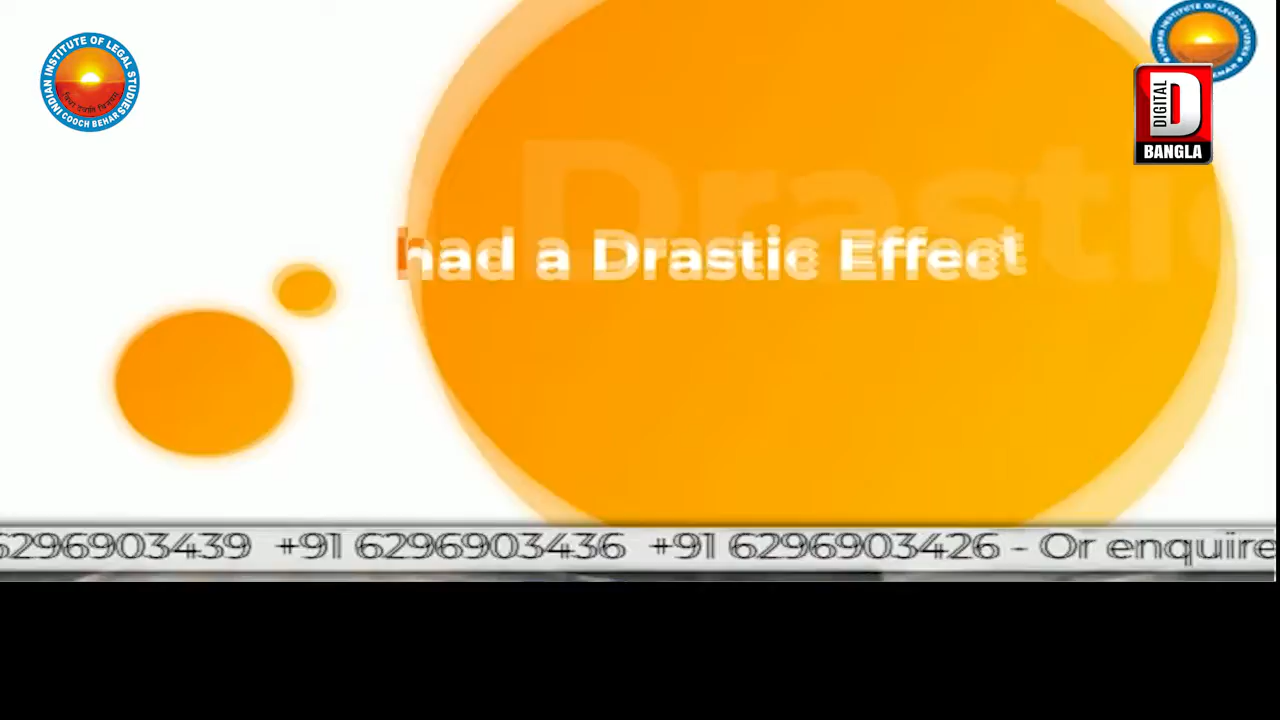 INDIAN INSTITUTE OF LEGAL STUDIES
COOCH BEHAR
DIGITAL
D
BANGLA
Drastic
had a Drastic Effect
6296903439 +91 6296903436 +91 6296903426 - Or enquire